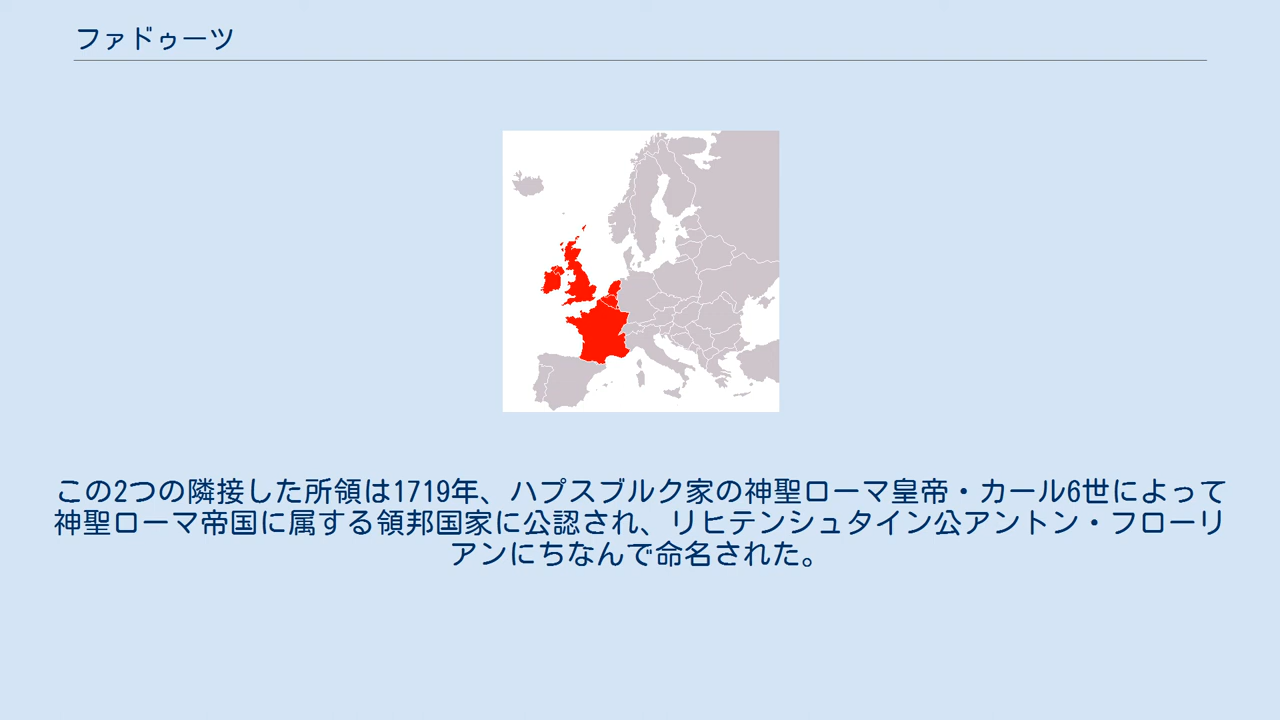 ファドゥーツ
この2つの隣接した所領は1719年、ハプスブルク家の神聖ローマ皇帝・カール6世によって
神聖ローマ帝国に属する領邦国家に公認され、リヒテンシュタイン公アントン・フローリ
アンにちなんで命名された。